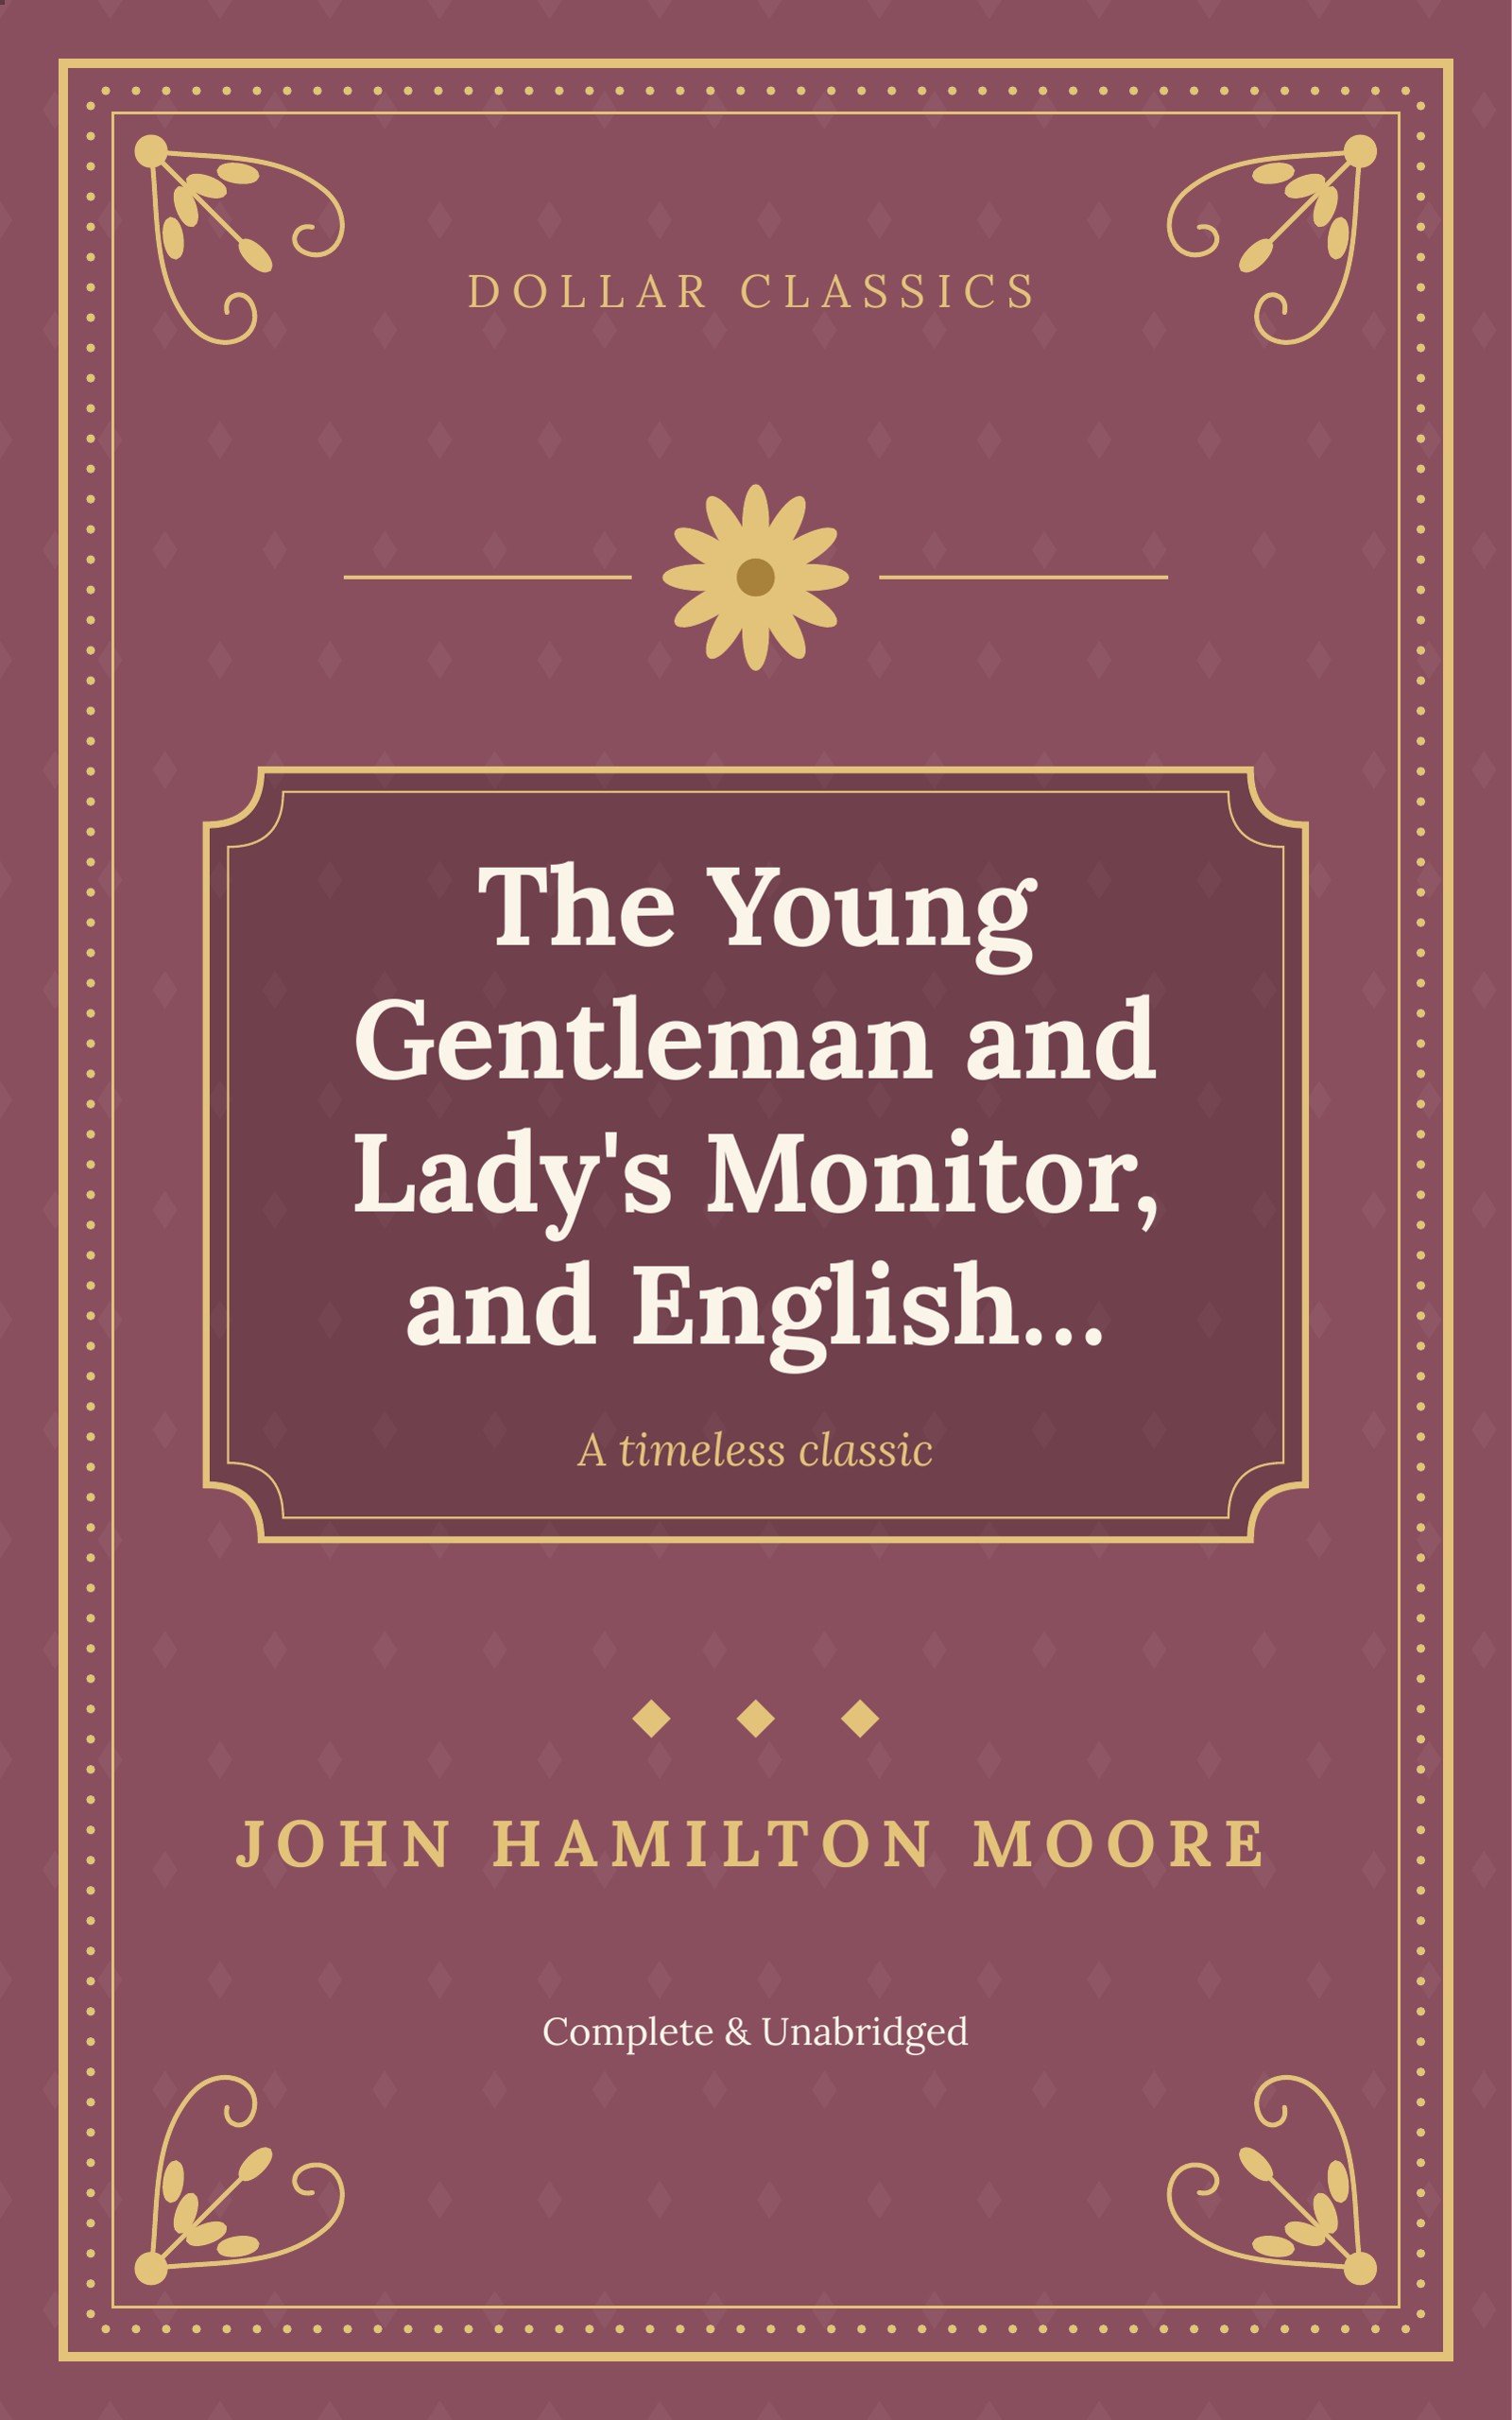 DOLLAR CLASSICS
The Young
Gentleman and
Lady's Monitor,
and English...
A timeless classic
JOHN HAMILTON MOORE
Complete & Unabridged